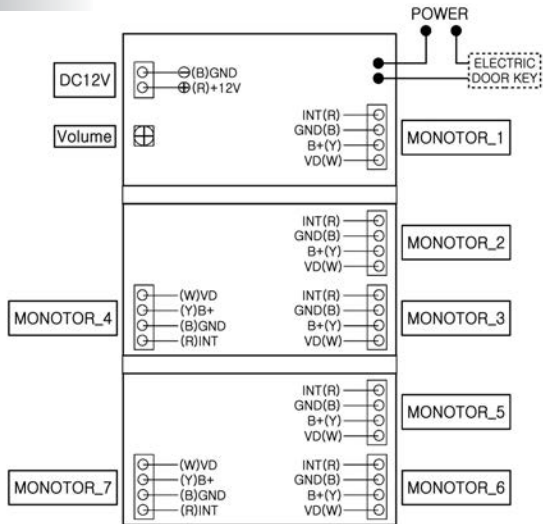 POWER
ELECTRIC
DOOR KEY
DC12V
⊖(B)GND
⊕(R)+12V
Volume
INT(R)
GND(B)
B+(Y)
VD(W)
MONOTOR_1
INT(R)
GND(B)
B+(Y)
VD(W)
MONOTOR_2
MONOTOR_4
(W)VD
(Y)B+
(B)GND
(R)INT
INT(R)
GND(B)
B+(Y)
VD(W)
MONOTOR_3
INT(R)
GND(B)
B+(Y)
VD(W)
MONOTOR_5
MONOTOR_7
(W)VD
(Y)B+
(B)GND
(R)INT
INT(R)
GND(B)
B+(Y)
VD(W)
MONOTOR_6